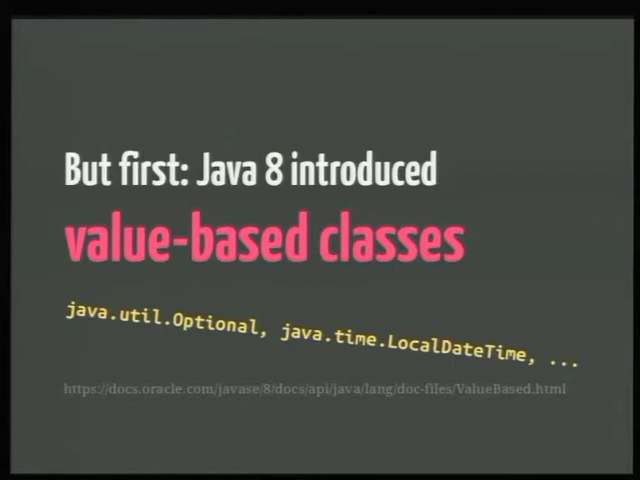 But first: Java 8 introduced
value-based classes
java.util.Optional, java.time.LocalDateTime, ...
https://docs.oracle.com/javase/8/docs/api/java/lang/doc-files/ValueBased.html